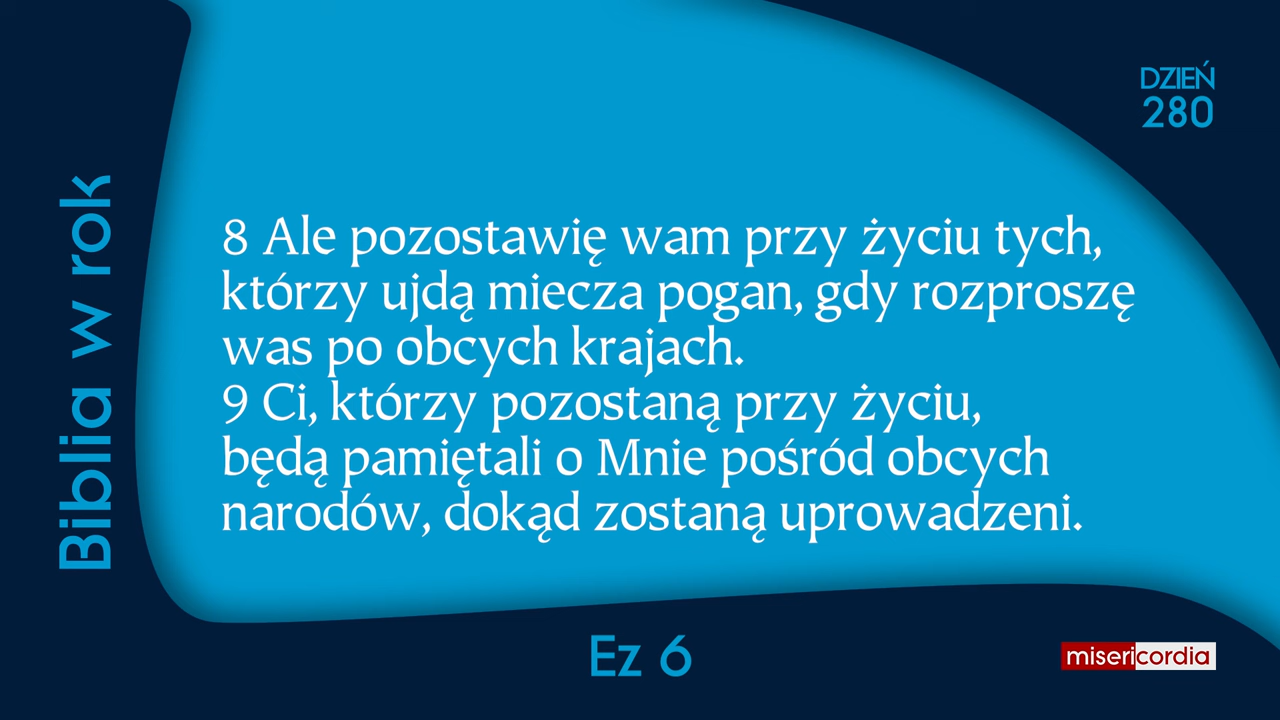 DZIEŃ
280
Biblia w rok
8 Ale pozostawię wam przy życiu tych,
którzy ujdą miecza pogan, gdy rozproszę
was po obcych krajach.
9 Ci, którzy pozostaną przy życiu,
będą pamiętali o Mnie pośród obcych
narodów, dokąd zostaną uprowadzeni.
Ez 6
misericordia